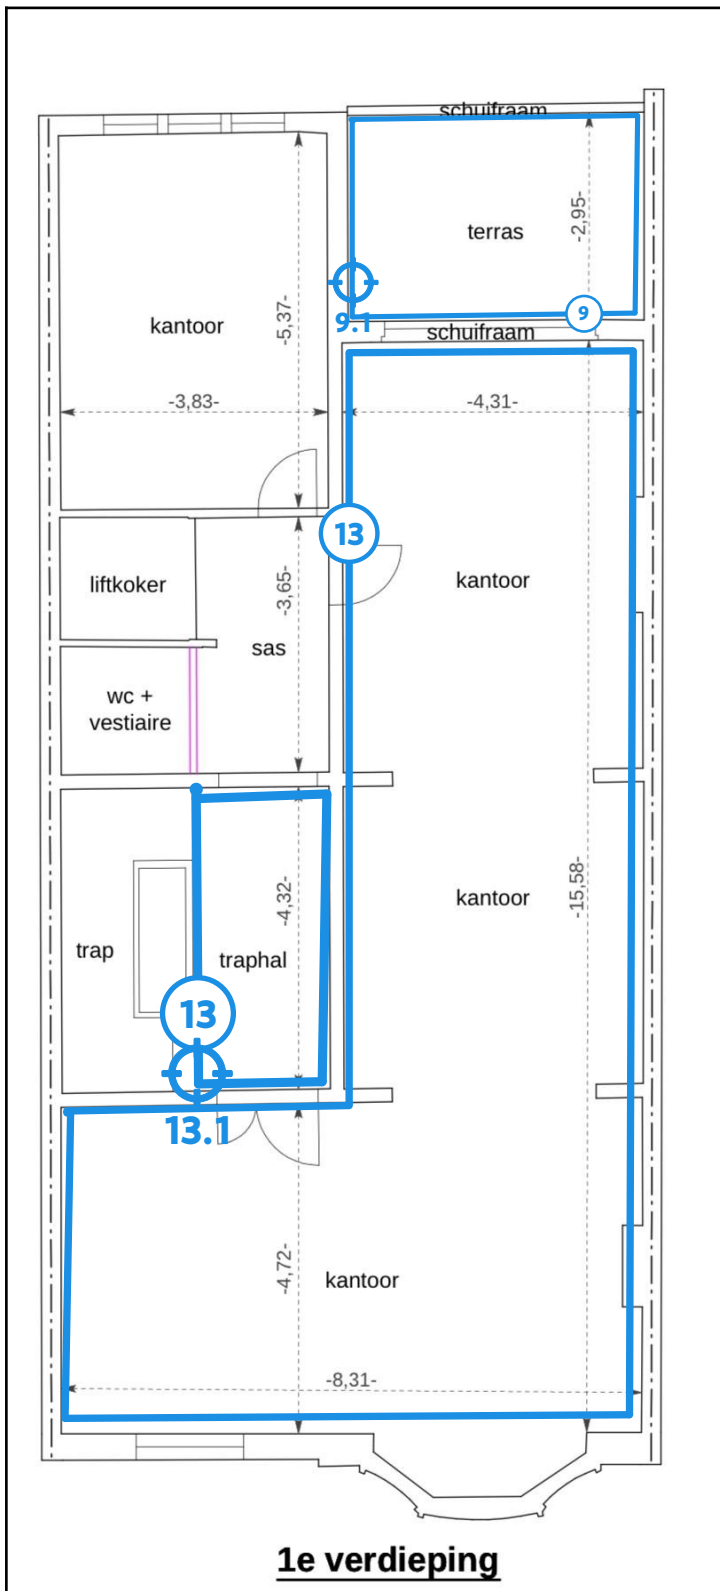 schuifraam
terras
-2,95-
9.1
9
schuifraam
kantoor
-5,37-
-3,83-
-4,31-
13
kantoor
liftkoker
-3,65-
sas
wc +
vestiaire
kantoor
-15,58-
-4,32-
trap
traphal
13
13.1
-4,72-
kantoor
-8,31-
1e verdieping